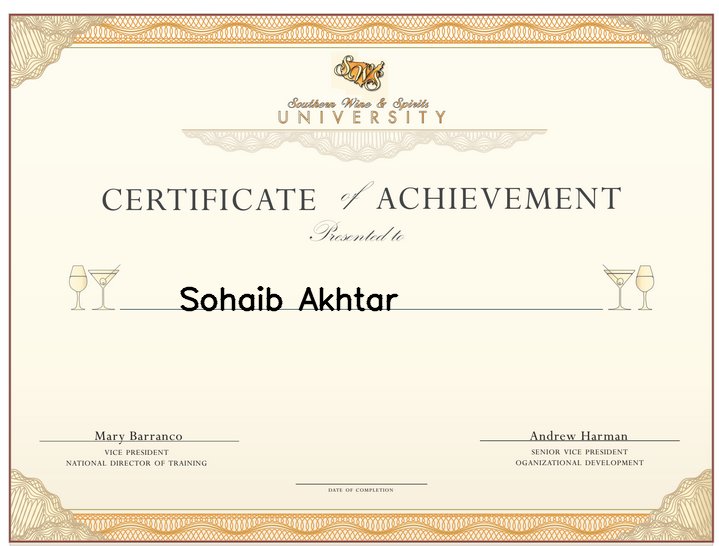 SWS
Southern Wine & Spirits
UNIVERSITY
CERTIFICATE of ACHIEVEMENT
Presented to
Sohaib Akhtar
Mary Barranco
VICE PRESIDENT
NATIONAL DIRECTOR OF TRAINING
Andrew Harman
SENIOR VICE PRESIDENT
OGANIZATIONAL DEVELOPMENT
DATE OF COMPLETION